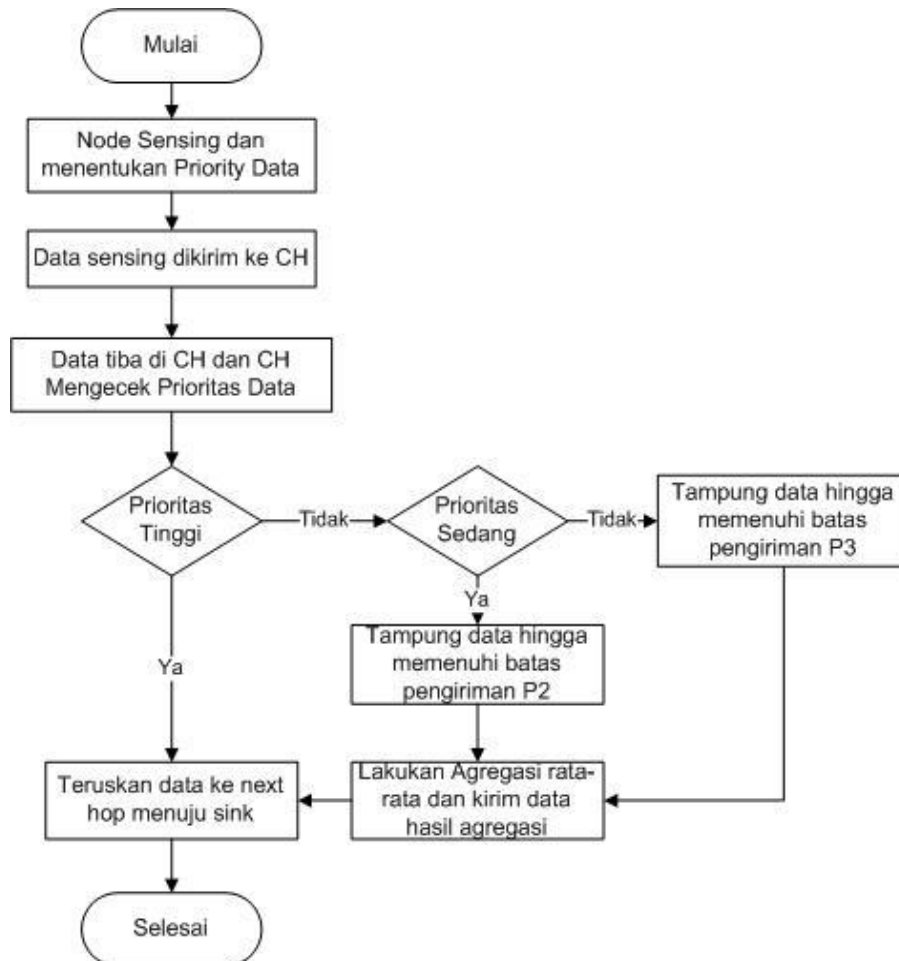 Mulai
Node Sensing dan
menentukan Priority Data
Data sensing dikirim ke CH
Data tiba di CH dan CH
Mengecek Prioritas Data
Prioritas
Tinggi
Tidak
Prioritas
Sedang
Tidak
Tampung data hingga
memenuhi batas
pengiriman P3
Ya
Tampung data hingga
memenuhi batas
pengiriman P2
Ya
Teruskan data ke next
hop menuju sink
Lakukan Agregasi rata-
rata dan kirim data
hasil agregasi
Selesai